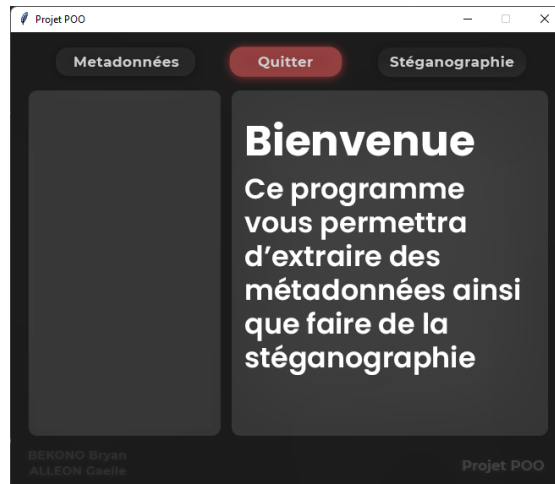 Projet POO
Metadonnées
Quitter
Stéganographie
Bienvenue
Ce programme
vous permettra
d’extraire des
métadonnées ainsi
que faire de la
stéganographie
BEKONO Bryan
ALLEON Gaelle
Projet POO